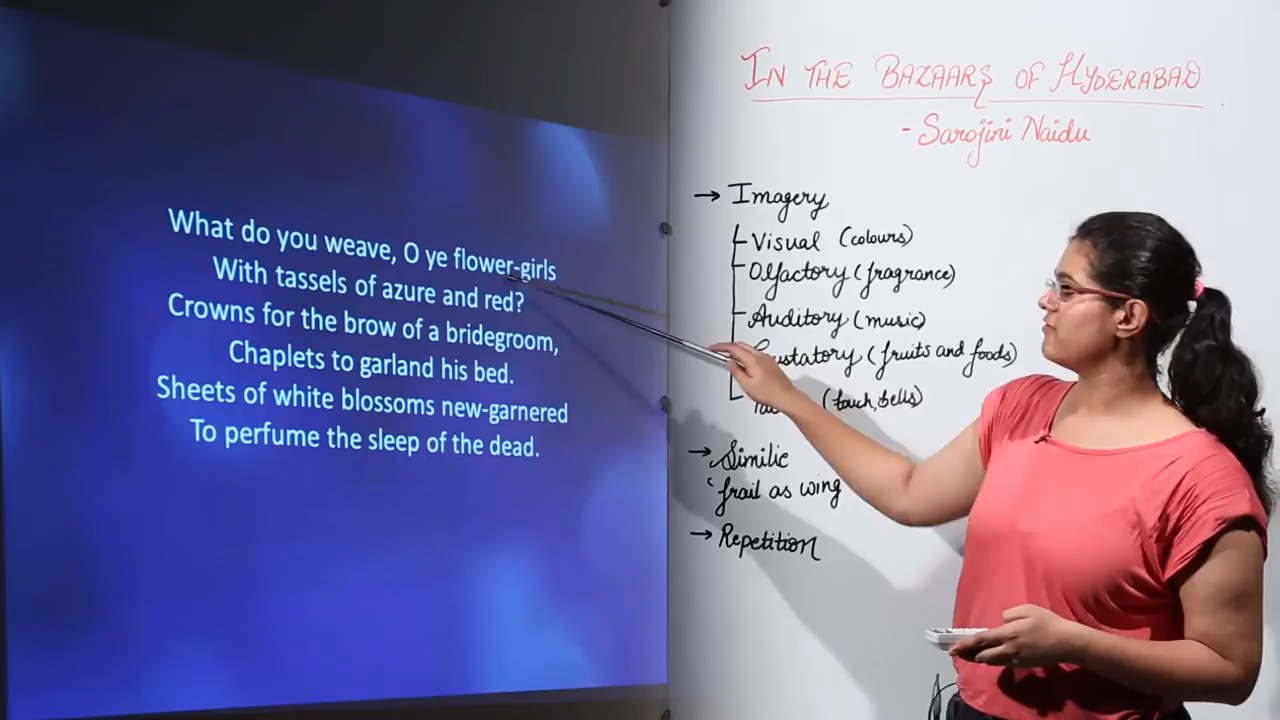 What do you weave, O ye flower-girls
With tassels of azure and red?
Crowns for the brow of a bridegroom,
Chaplets to garland his bed.
Sheets of white blossoms new-garnered
To perfume the sleep of the dead.
IN THE BAZAARS OF HYDERABAD
- Sarojini Naidu
→ Imagery
Visual (colours)
Olfactory (fragrance)
Auditory (music)
(fruits and foods)
(touch, bells)
→ Similie
'frail as wing
→ Repetition